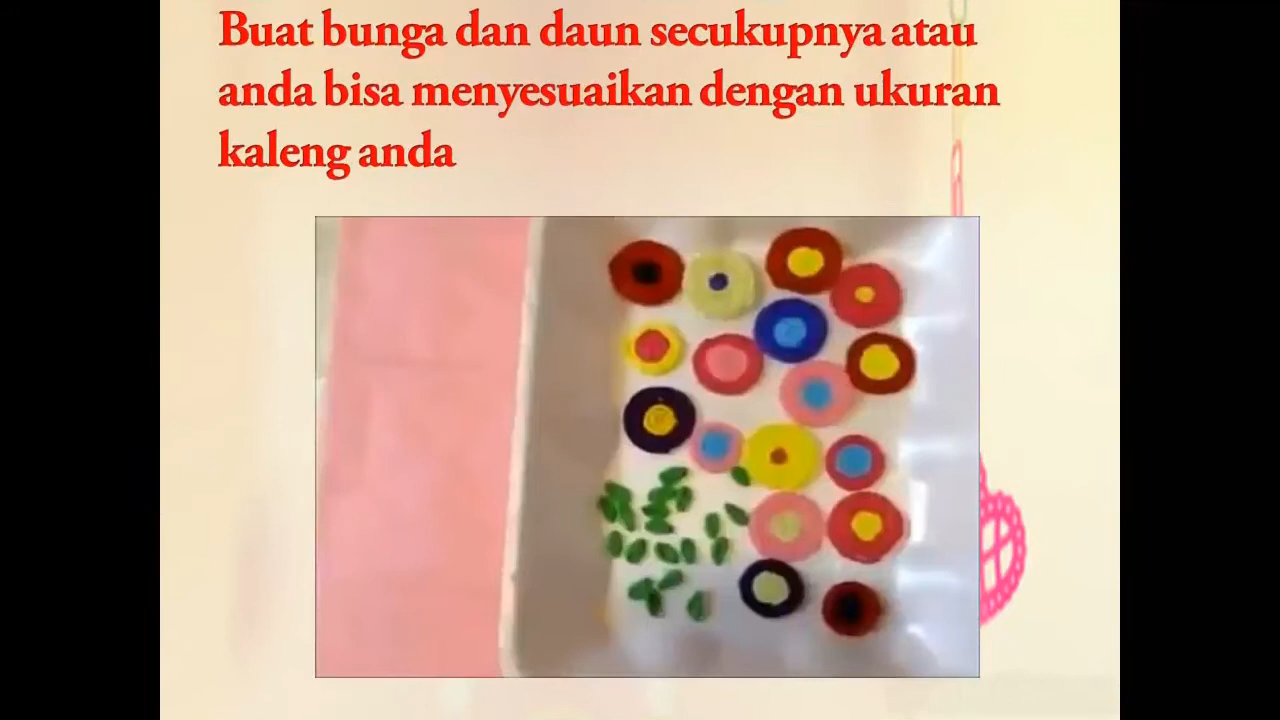 Buat bunga dan daun secukupnya atau
anda bisa menyesuaikan dengan ukuran
kaleng anda